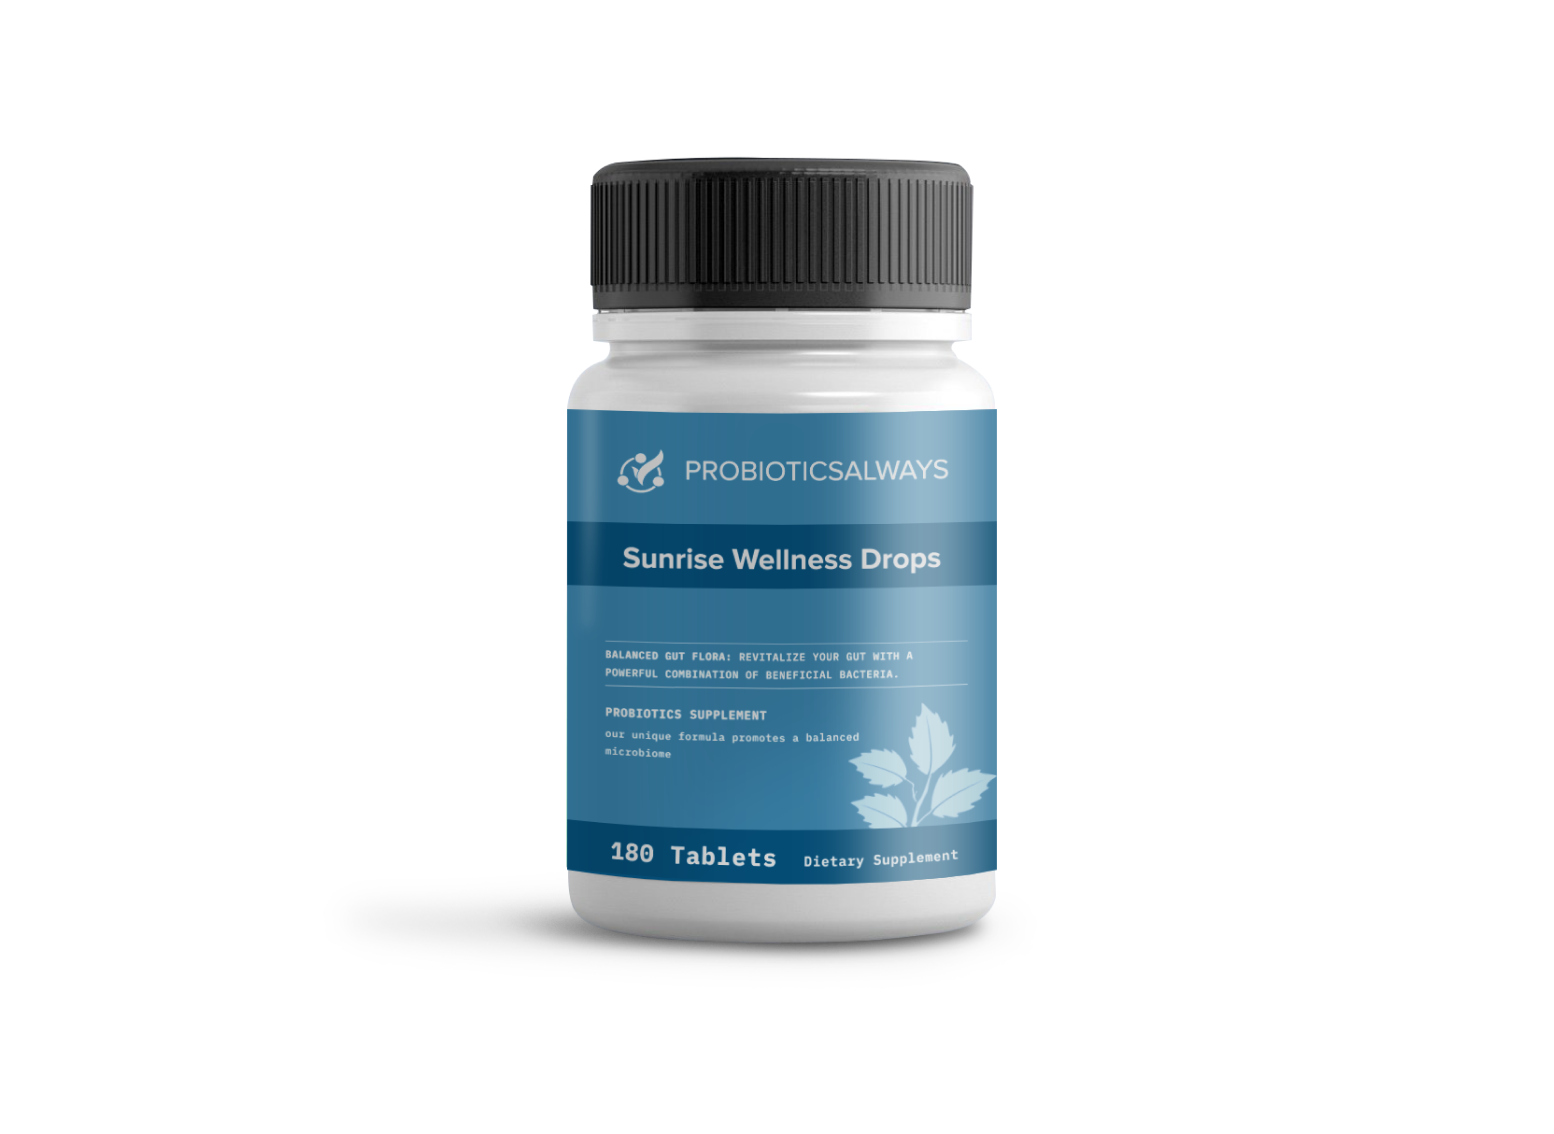 PROBIOTICSALWAYS
Sunrise Wellness Drops
BALANCED GUT FLORA: REVITALIZE YOUR GUT WITH A
POWERFUL COMBINATION OF BENEFICIAL BACTERIA.
PROBIOTICS SUPPLEMENT
our unique formula promotes a balanced
microbiome
180 Tablets Dietary Supplement